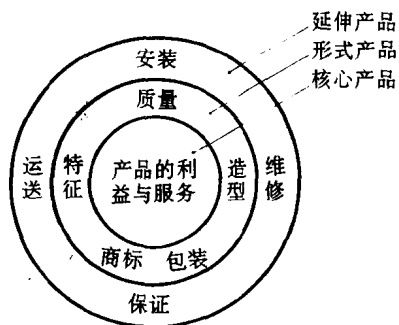 延伸产品
形式产品
核心产品
安装
质量
运送
特征
产品的利
益与服务
造型
维修
商标 包装
保证